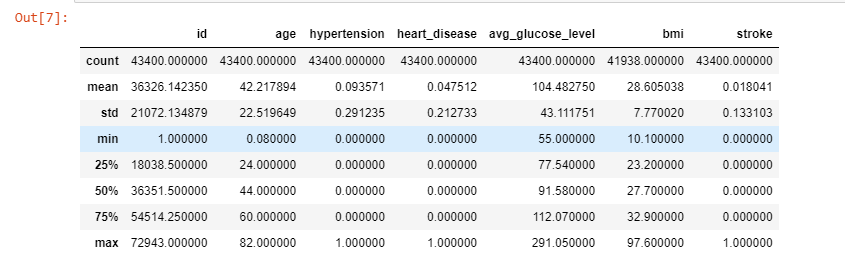 Out[7]:
id age hypertension heart_disease avg_glucose_level bmi stroke
count 43400.000000 43400.000000 43400.000000 43400.000000 43400.000000 41938.000000 43400.000000
mean 36326.142350 42.217894 0.093571 0.047512 104.482750 28.605038 0.018041
std 21072.134879 22.519649 0.291235 0.212733 43.111751 7.770020 0.133103
min 1.000000 0.080000 0.000000 0.000000 55.000000 10.100000 0.000000
25% 18038.500000 24.000000 0.000000 0.000000 77.540000 23.200000 0.000000
50% 36351.500000 44.000000 0.000000 0.000000 91.580000 27.700000 0.000000
75% 54514.250000 60.000000 0.000000 0.000000 112.070000 32.900000 0.000000
max 72943.000000 82.000000 1.000000 1.000000 291.050000 97.600000 1.000000